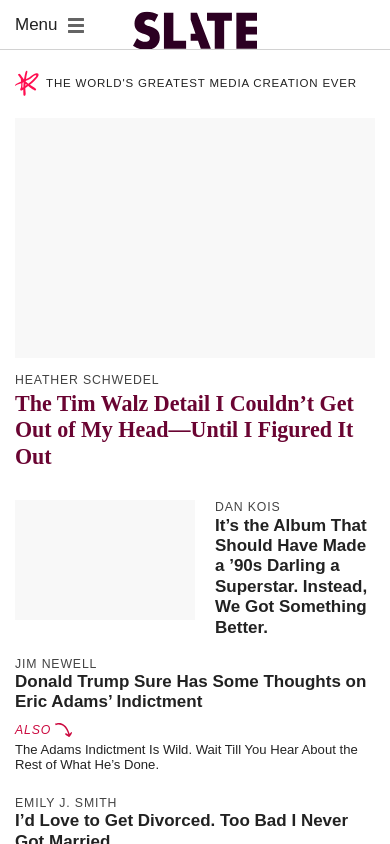 Menu
SLATE
THE WORLD'S GREATEST MEDIA CREATION EVER
HEATHER SCHWEDEL
The Tim Walz Detail I Couldn’t Get
Out of My Head—Until I Figured It
Out
DAN KOIS
It’s the Album That
Should Have Made
a ’90s Darling a
Superstar. Instead,
We Got Something
Better.
JIM NEWELL
Donald Trump Sure Has Some Thoughts on
Eric Adams’ Indictment
ALSO
The Adams Indictment Is Wild. Wait Till You Hear About the
Rest of What He’s Done.
EMILY J. SMITH
I’d Love to Get Divorced. Too Bad I Never
Got Married